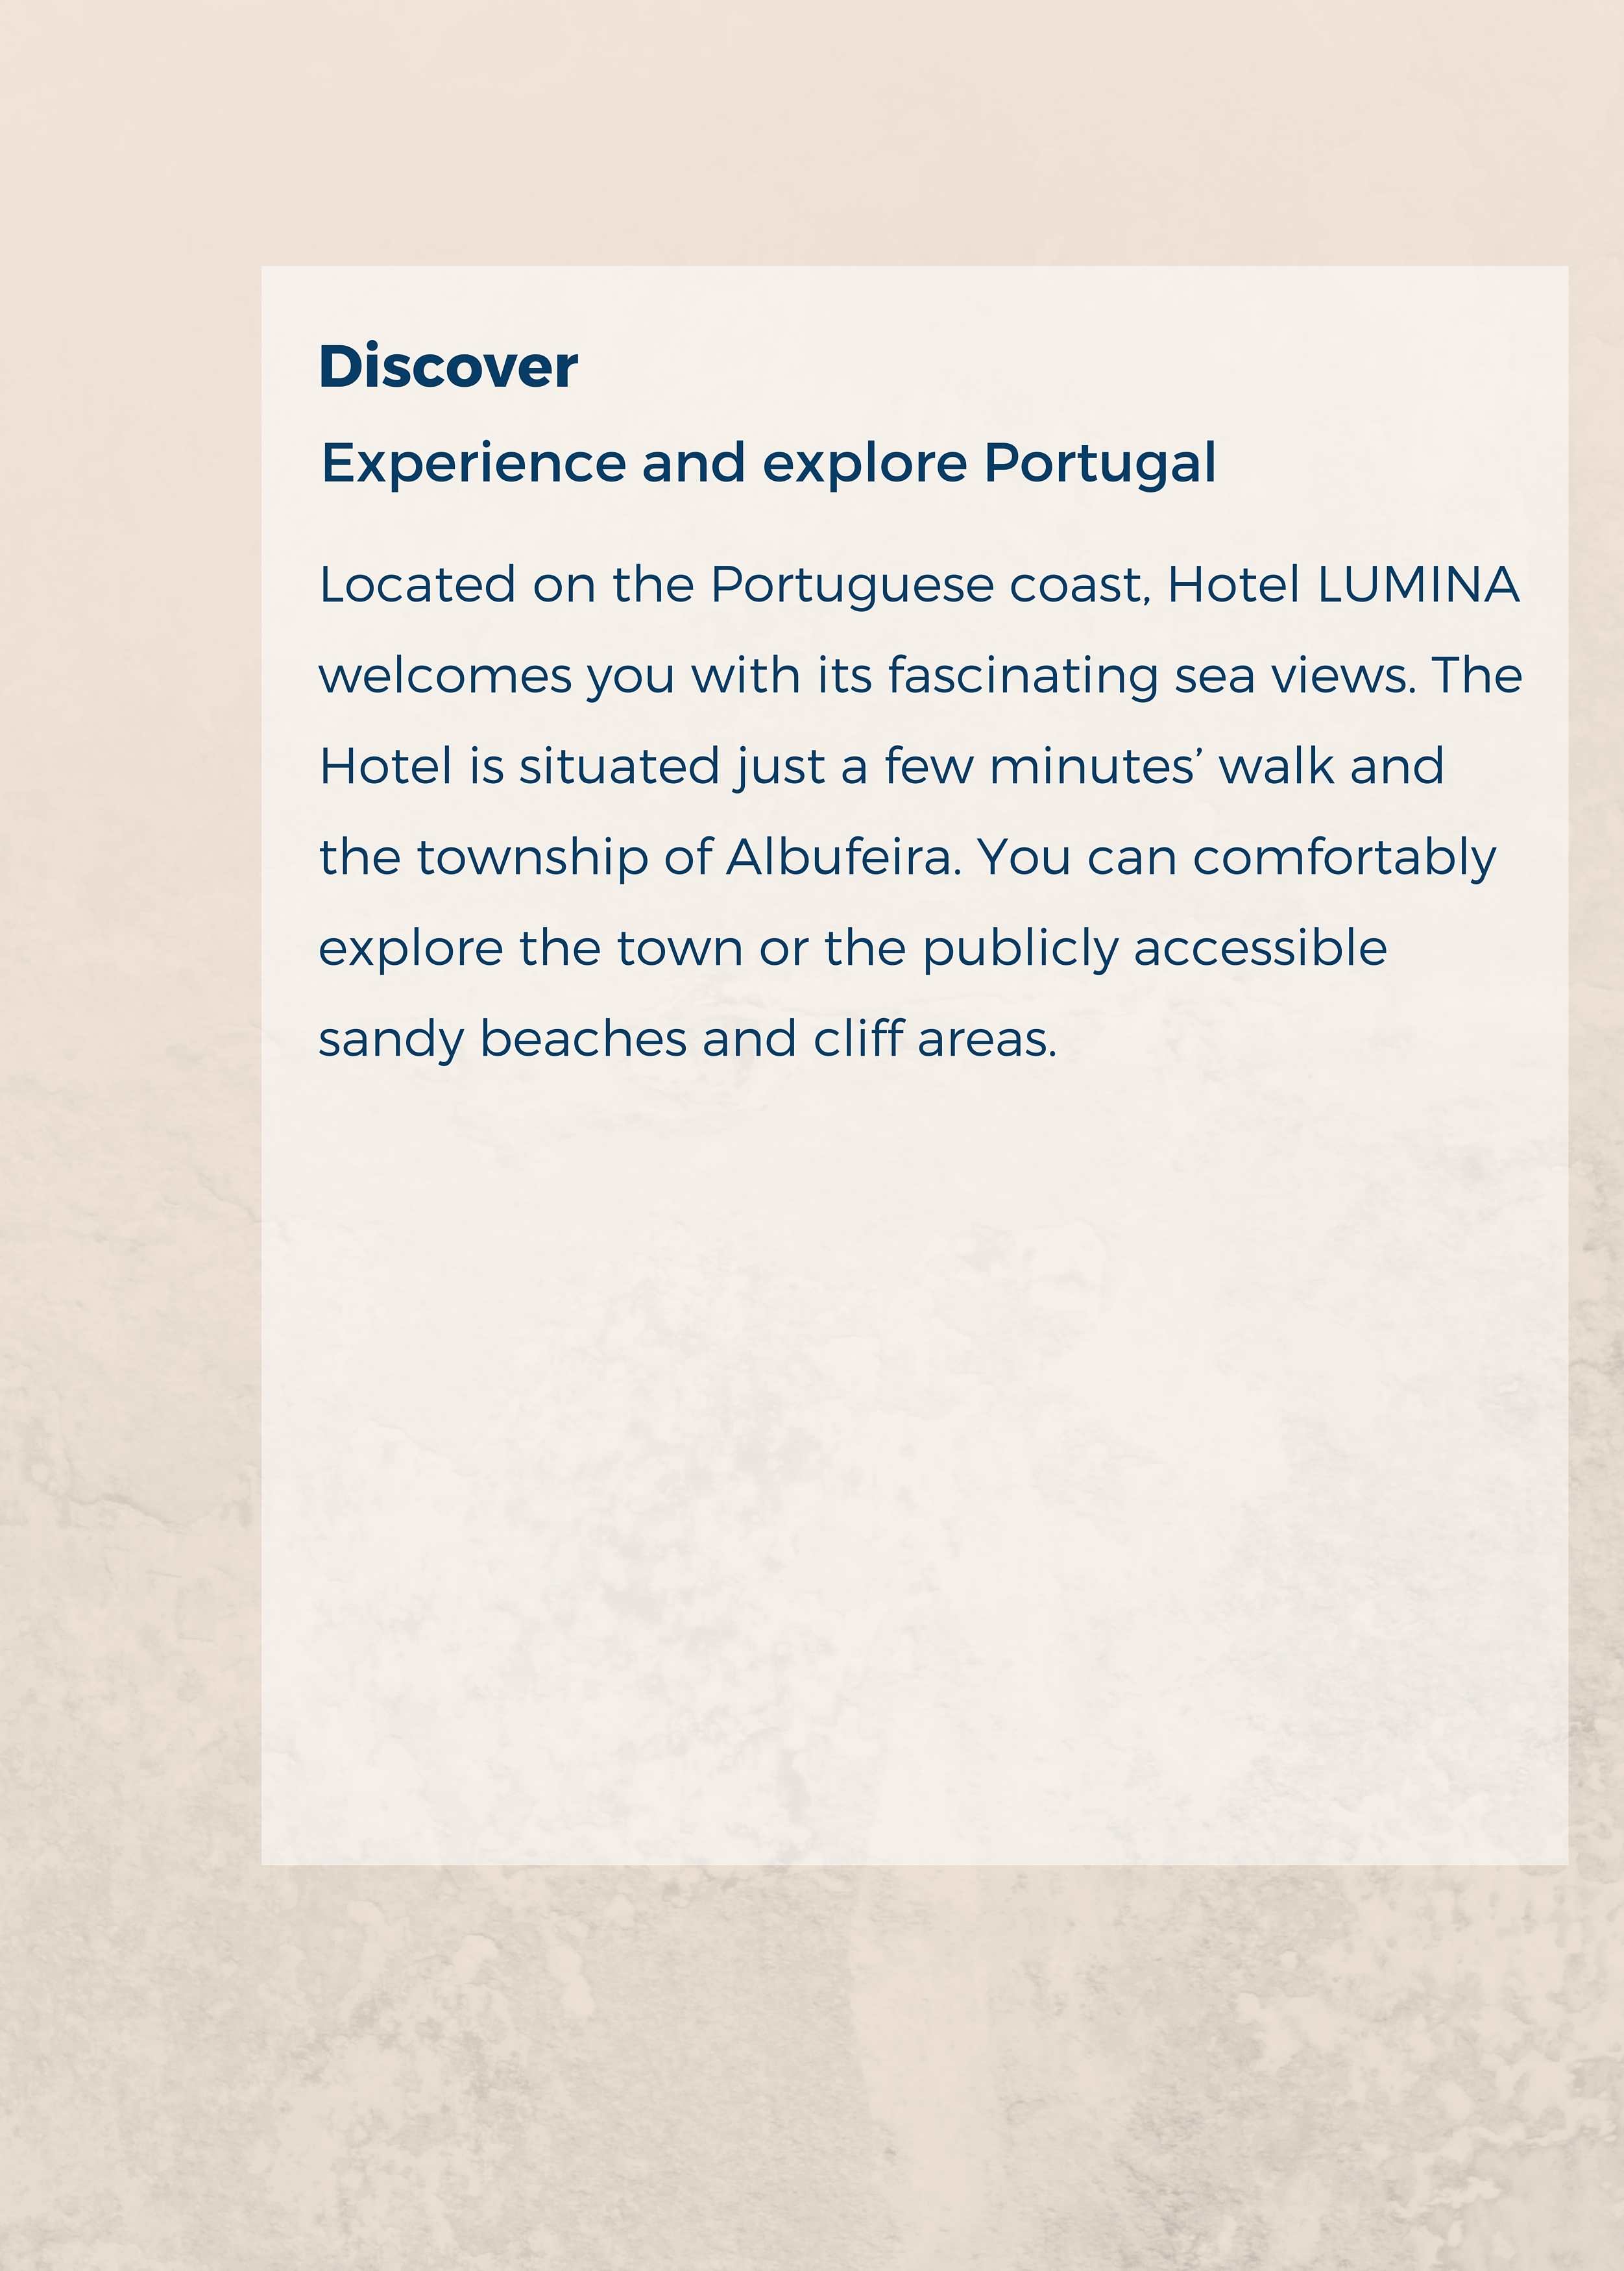 Discover
Experience and explore Portugal
Located on the Portuguese coast, Hotel LUMINA
welcomes you with its fascinating sea views. The
Hotel is situated just a few minutes’ walk and
the township of Albufeira. You can comfortably
explore the town or the publicly accessible
sandy beaches and cliff areas.